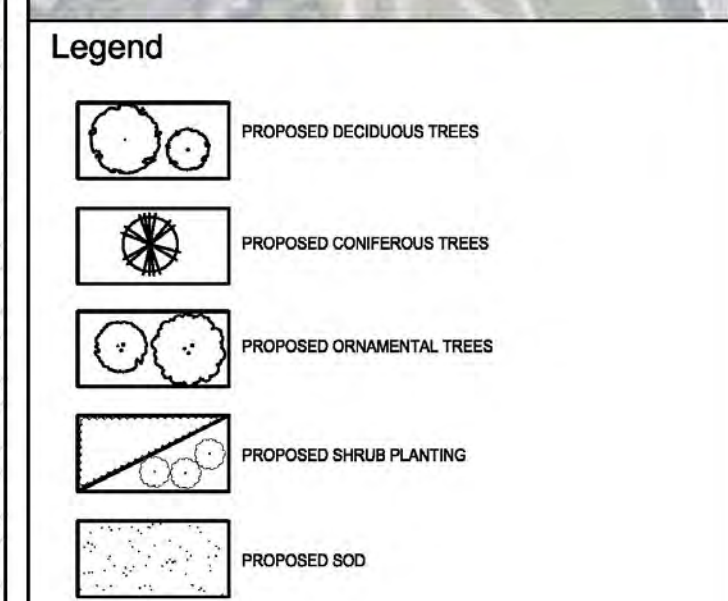 Legend
PROPOSED DECIDUOUS TREES
PROPOSED CONIFEROUS TREES
PROPOSED ORNAMENTAL TREES
PROPOSED SHRUB PLANTING
PROPOSED SOD